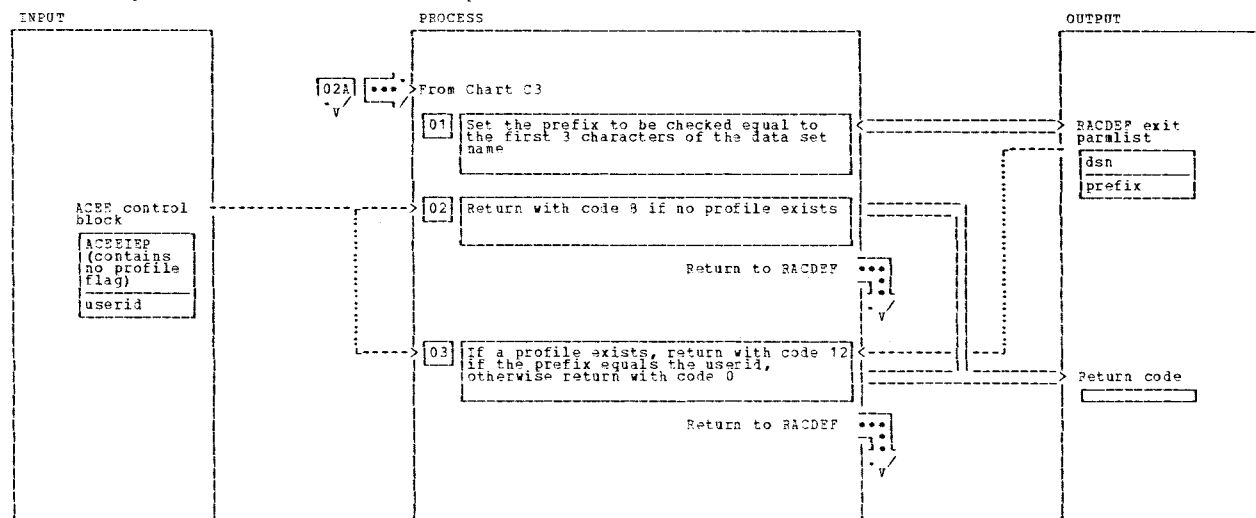 INPUT
PROCESS
OUTPUT
02A
From Chart C3
01
Set the prefix to be checked equal to
the first 3 characters of the data set
name
RACDEF exit
parmlist
dsn
prefix
ACEE control
block
ACEEIEP
(contains
no profile
flag)
userid
02
Return with code 8 if no profile exists
Return to RACDEF
03
If a profile exists, return with code 12
if the prefix equals the userid,
otherwise return with code 0
Return code
Return to RACDEF